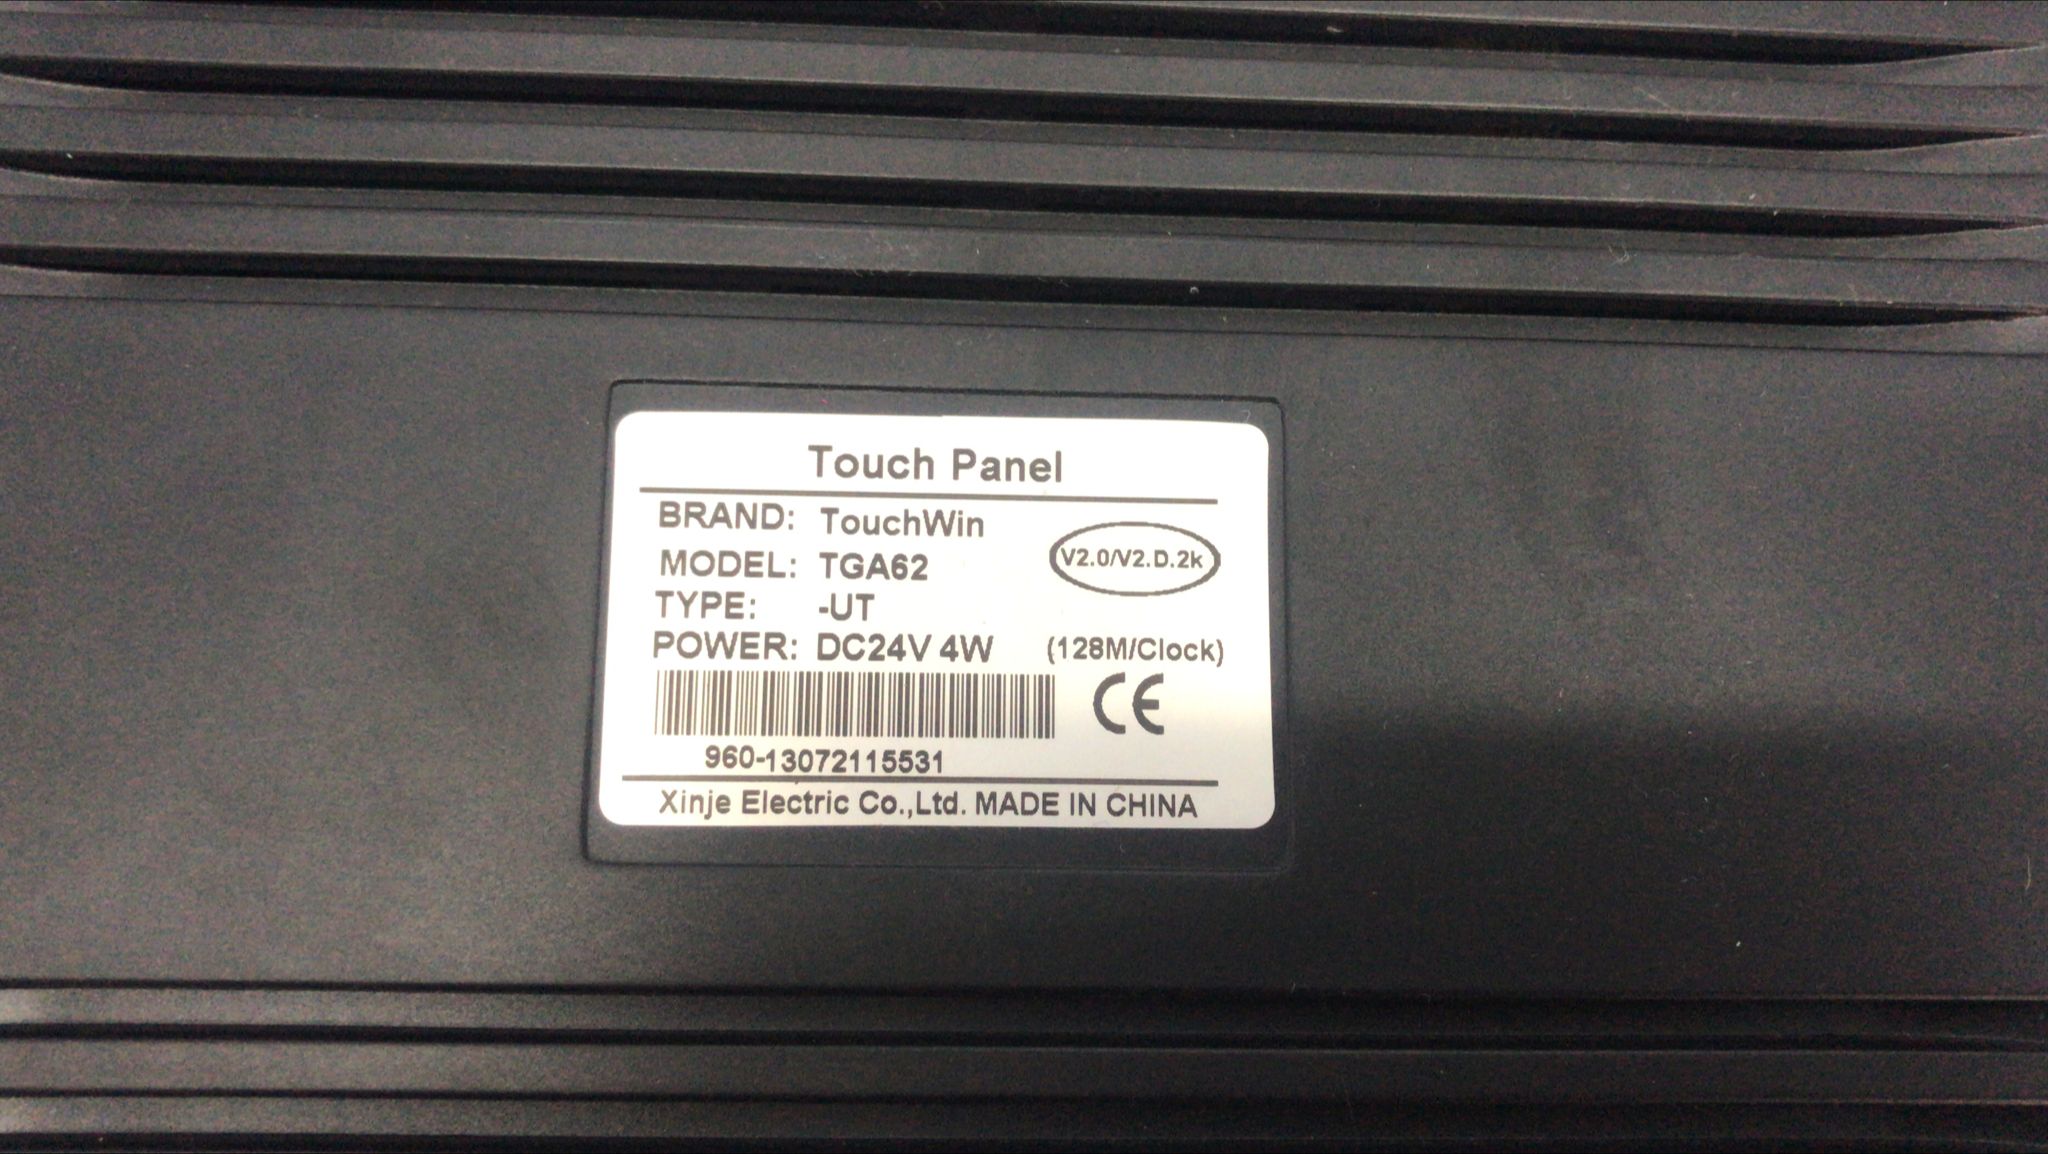 Touch Panel
BRAND: TouchWin
V2.0/V2.D.2k
MODEL: TGA62
TYPE: -UT
POWER: DC24V 4W (128M/Clock)
CE
960-13072115531
Xinje Electric Co.,Ltd. MADE IN CHINA